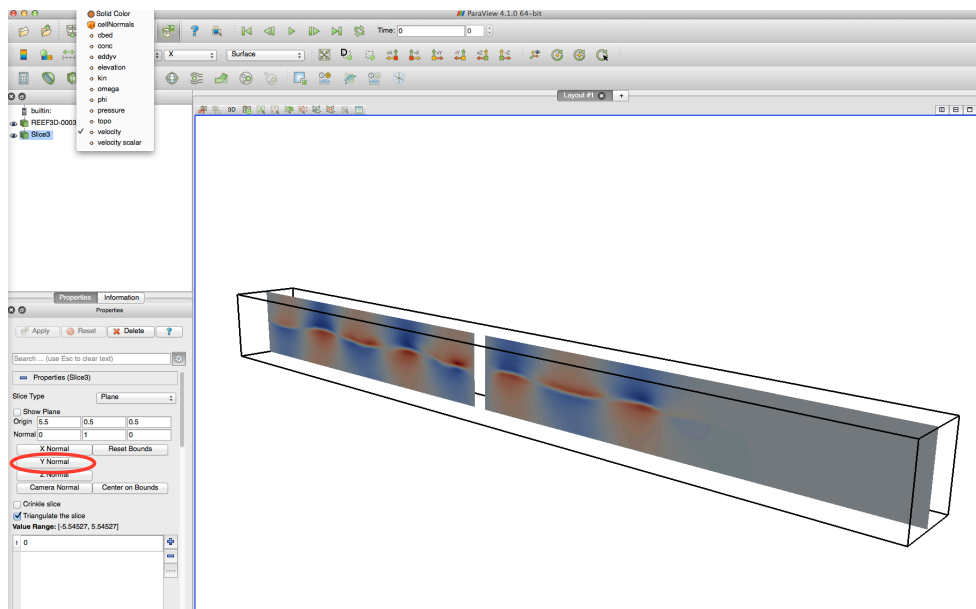 Solid Color
ParaView 4.1.0 64-bit
cellNormals
cbed
conc
eddyv
elevation
kin
omega
phi
pressure
topo
✓ velocity
velocity scalar
? Time: 0 0
X Surface D
+X -X +Y -Y +Z -Z
Layout #1 +
3D
builtin:
REEF3D-0003
Slice3
Properties Information
Properties
Apply Reset Delete ?
Search ... (use Esc to clear text)
Properties (Slice3)
Slice Type Plane
Show Plane
Origin 5.5 0.5 0.5
Normal 0 1 0
X Normal Reset Bounds
Y Normal
Z Normal
Camera Normal Center on Bounds
Crinkle slice
Triangulate the slice
Value Range: [-5.54527, 5.54527]
1 0